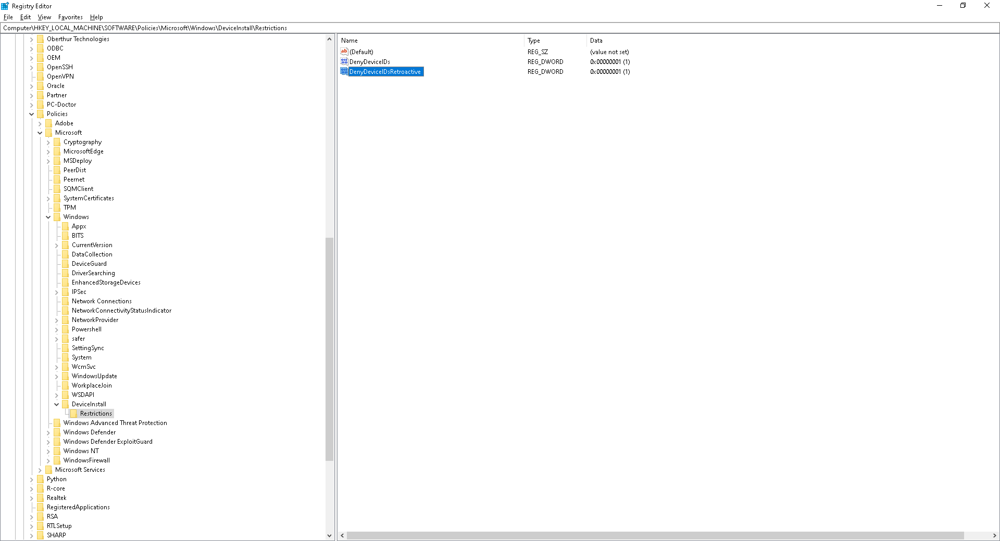 Registry Editor
File Edit View Favorites Help
Computer\HKEY_LOCAL_MACHINE\SOFTWARE\Policies\Microsoft\Windows\DeviceInstall\Restrictions
Oberthur Technologies
ODBC
OEM
OpenSSH
OpenVPN
Oracle
Partner
PC-Doctor
Policies
Adobe
Microsoft
Cryptography
MicrosoftEdge
MSDeploy
PeerDist
Peernet
SQMClient
SystemCertificates
TPM
Windows
Appx
BITS
CurrentVersion
DataCollection
DeviceGuard
DriverSearching
EnhancedStorageDevices
IPSec
Network Connections
NetworkConnectivityStatusIndicator
NetworkProvider
Powershell
safer
SettingSync
System
WcmSvc
WindowsUpdate
WorkplaceJoin
WSDAPI
DeviceInstall
Restrictions
Windows Advanced Threat Protection
Windows Defender
Windows Defender ExploitGuard
Windows NT
WindowsFirewall
Microsoft Services
Python
R-core
Realtek
RegisteredApplications
RSA
RTLSetup
SHARP
Name Type Data
(Default) REG_SZ (value not set)
DenyDeviceIDs REG_DWORD 0x00000001 (1)
DenyDeviceIDsRetroactive REG_DWORD 0x00000001 (1)